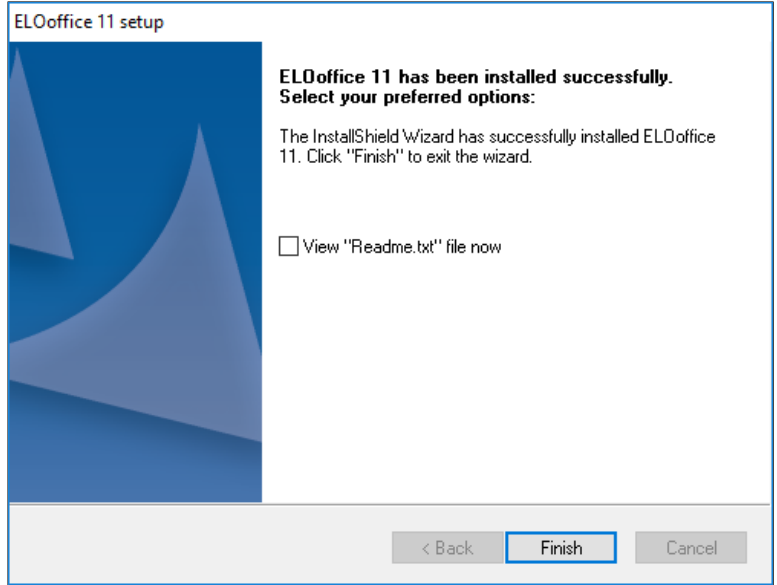 ELOoffice 11 setup
ELOoffice 11 has been installed successfully.
Select your preferred options:
The InstallShield Wizard has successfully installed ELOoffice
11. Click "Finish" to exit the wizard.
View "Readme.txt" file now
< Back
Finish
Cancel